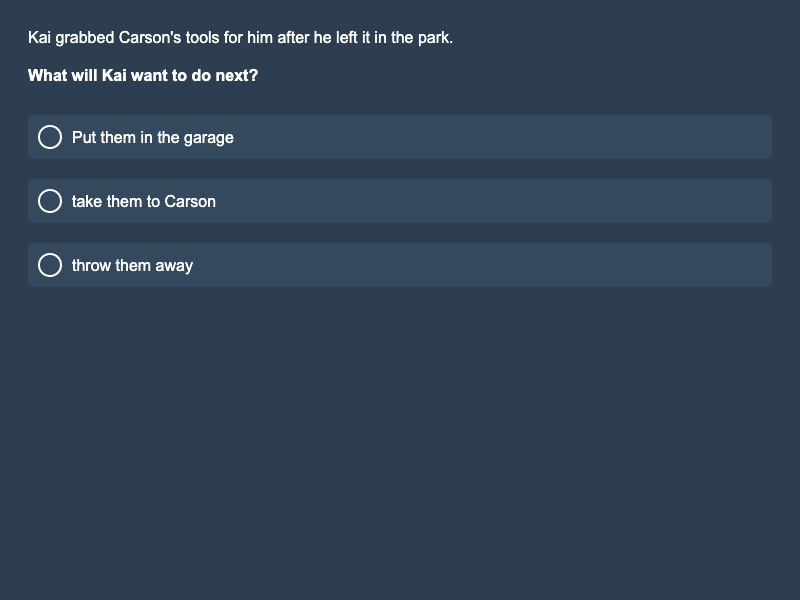 Kai grabbed Carson's tools for him after he left it in the park.
What will Kai want to do next?
Put them in the garage
take them to Carson
throw them away